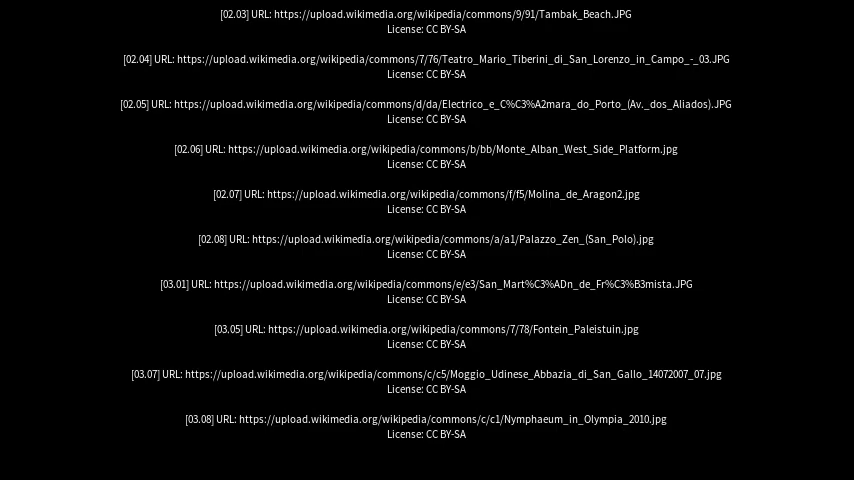 [02.03] URL: https://upload.wikimedia.org/wikipedia/commons/9/91/Tambak_Beach.JPG
License: CC BY-SA
[02.04] URL: https://upload.wikimedia.org/wikipedia/commons/7/76/Teatro_Mario_Tiberini_di_San_Lorenzo_in_Campo_-_03.JPG
License: CC BY-SA
[02.05] URL: https://upload.wikimedia.org/wikipedia/commons/d/da/Electrico_e_C%C3%A2mara_do_Porto_(Av._dos_Aliados).JPG
License: CC BY-SA
[02.06] URL: https://upload.wikimedia.org/wikipedia/commons/b/bb/Monte_Alban_West_Side_Platform.jpg
License: CC BY-SA
[02.07] URL: https://upload.wikimedia.org/wikipedia/commons/f/f5/Molina_de_Aragon2.jpg
License: CC BY-SA
[02.08] URL: https://upload.wikimedia.org/wikipedia/commons/a/a1/Palazzo_Zen_(San_Polo).jpg
License: CC BY-SA
[03.01] URL: https://upload.wikimedia.org/wikipedia/commons/e/e3/San_Mart%C3%ADn_de_Fr%C3%B3mista.JPG
License: CC BY-SA
[03.05] URL: https://upload.wikimedia.org/wikipedia/commons/7/78/Fontein_Paleistuin.jpg
License: CC BY-SA
[03.07] URL: https://upload.wikimedia.org/wikipedia/commons/c/c5/Moggio_Udinese_Abbazia_di_San_Gallo_14072007_07.jpg
License: CC BY-SA
[03.08] URL: https://upload.wikimedia.org/wikipedia/commons/c/c1/Nymphaeum_in_Olympia_2010.jpg
License: CC BY-SA